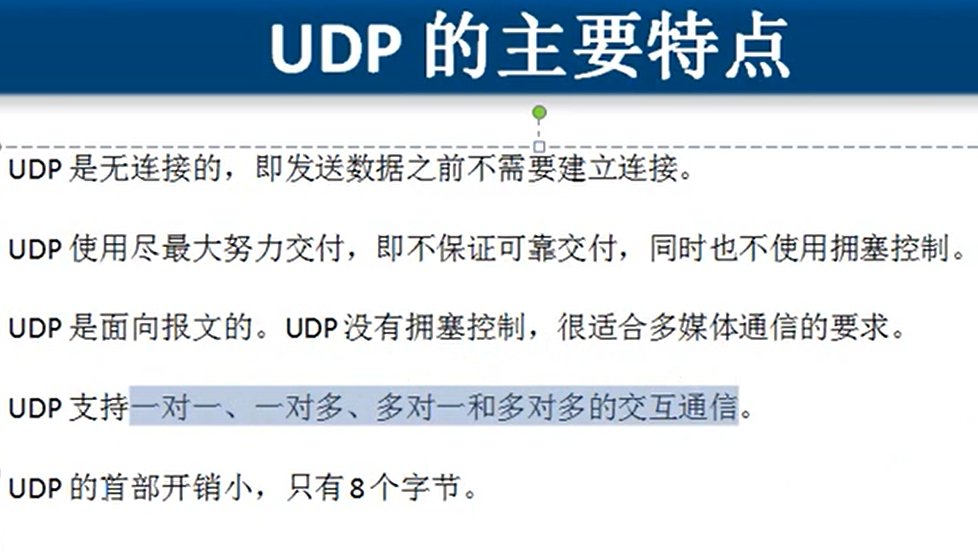 UDP 的主要特点
UDP 是无连接的，即发送数据之前不需要建立连接。
UDP 使用尽最大努力交付，即不保证可靠交付，同时也不使用拥塞控制。
UDP 是面向报文的。UDP 没有拥塞控制，很适合多媒体通信的要求。
UDP 支持一对一、一对多、多对一和多对多的交互通信。
UDP 的首部开销小，只有 8 个字节。